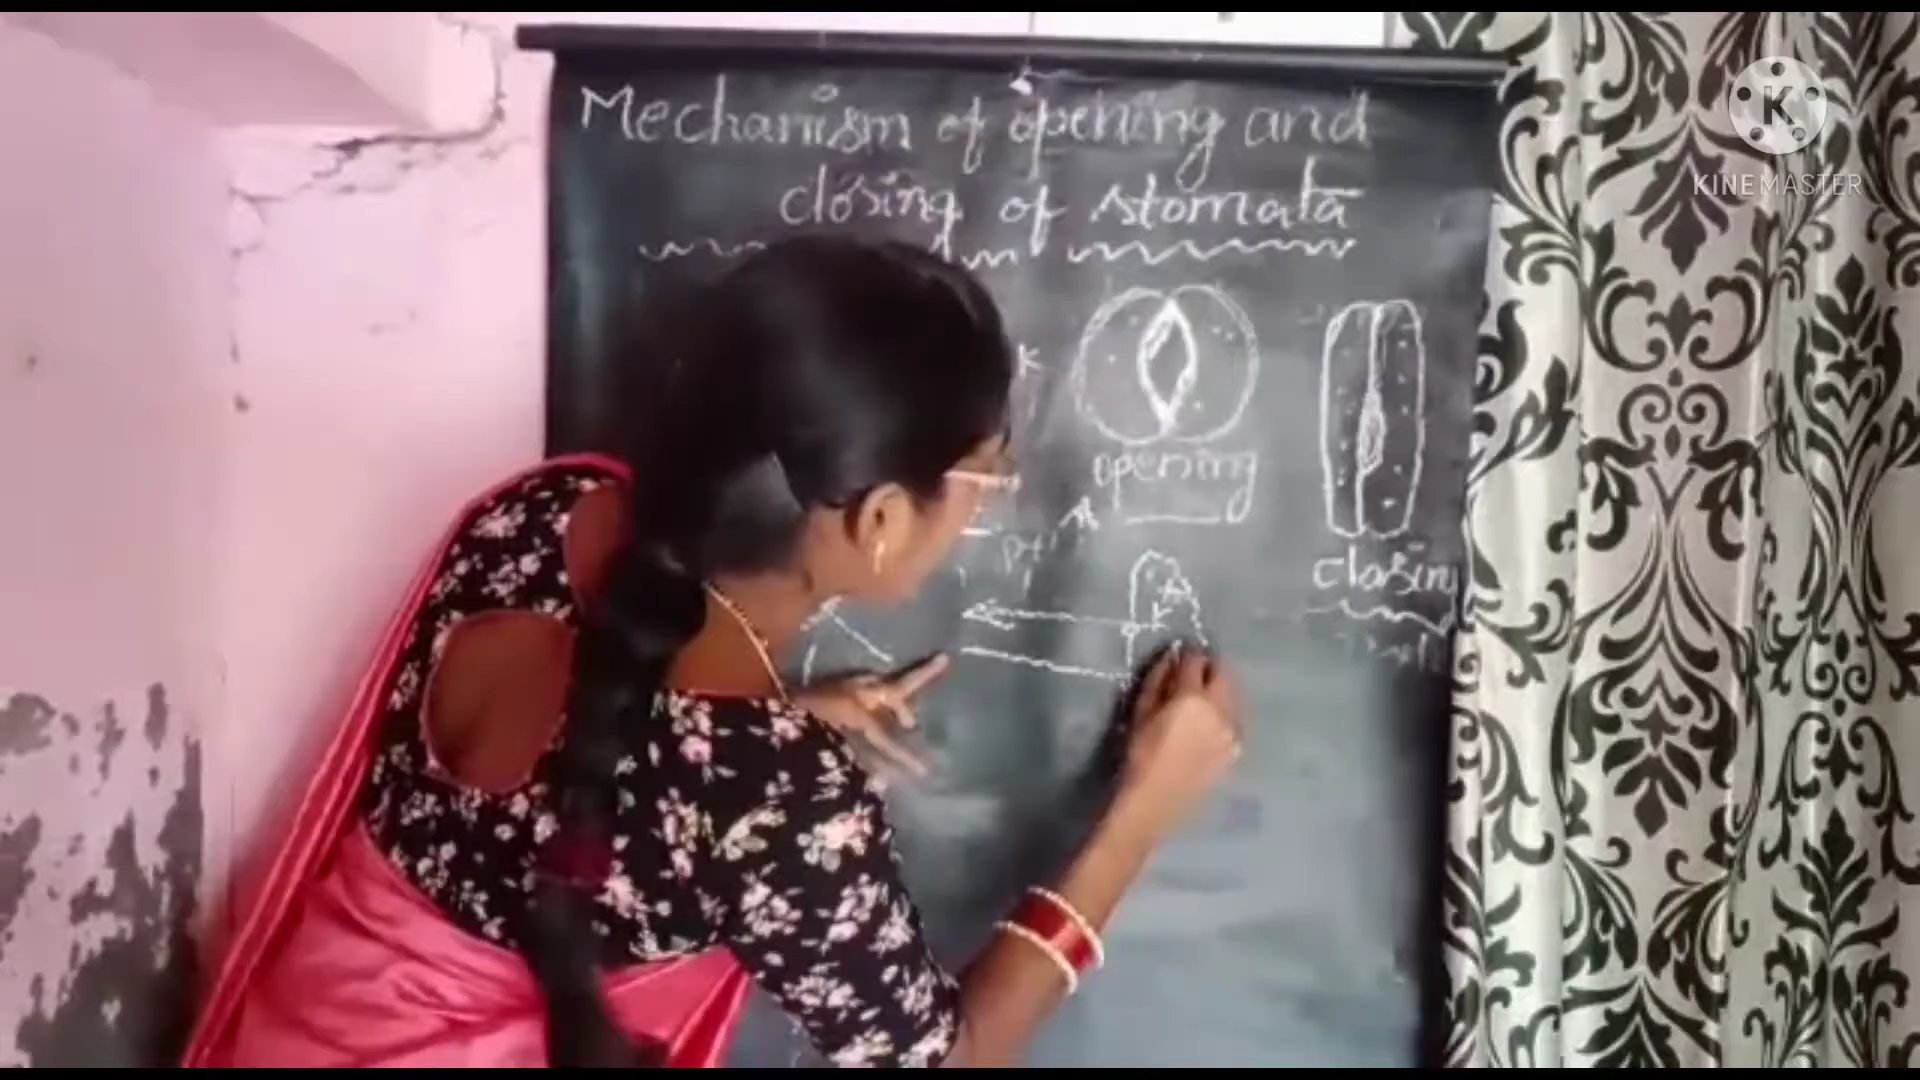 Mechanism of opening and
closing of stomata
K
opening
closing
K
KINEMASTER